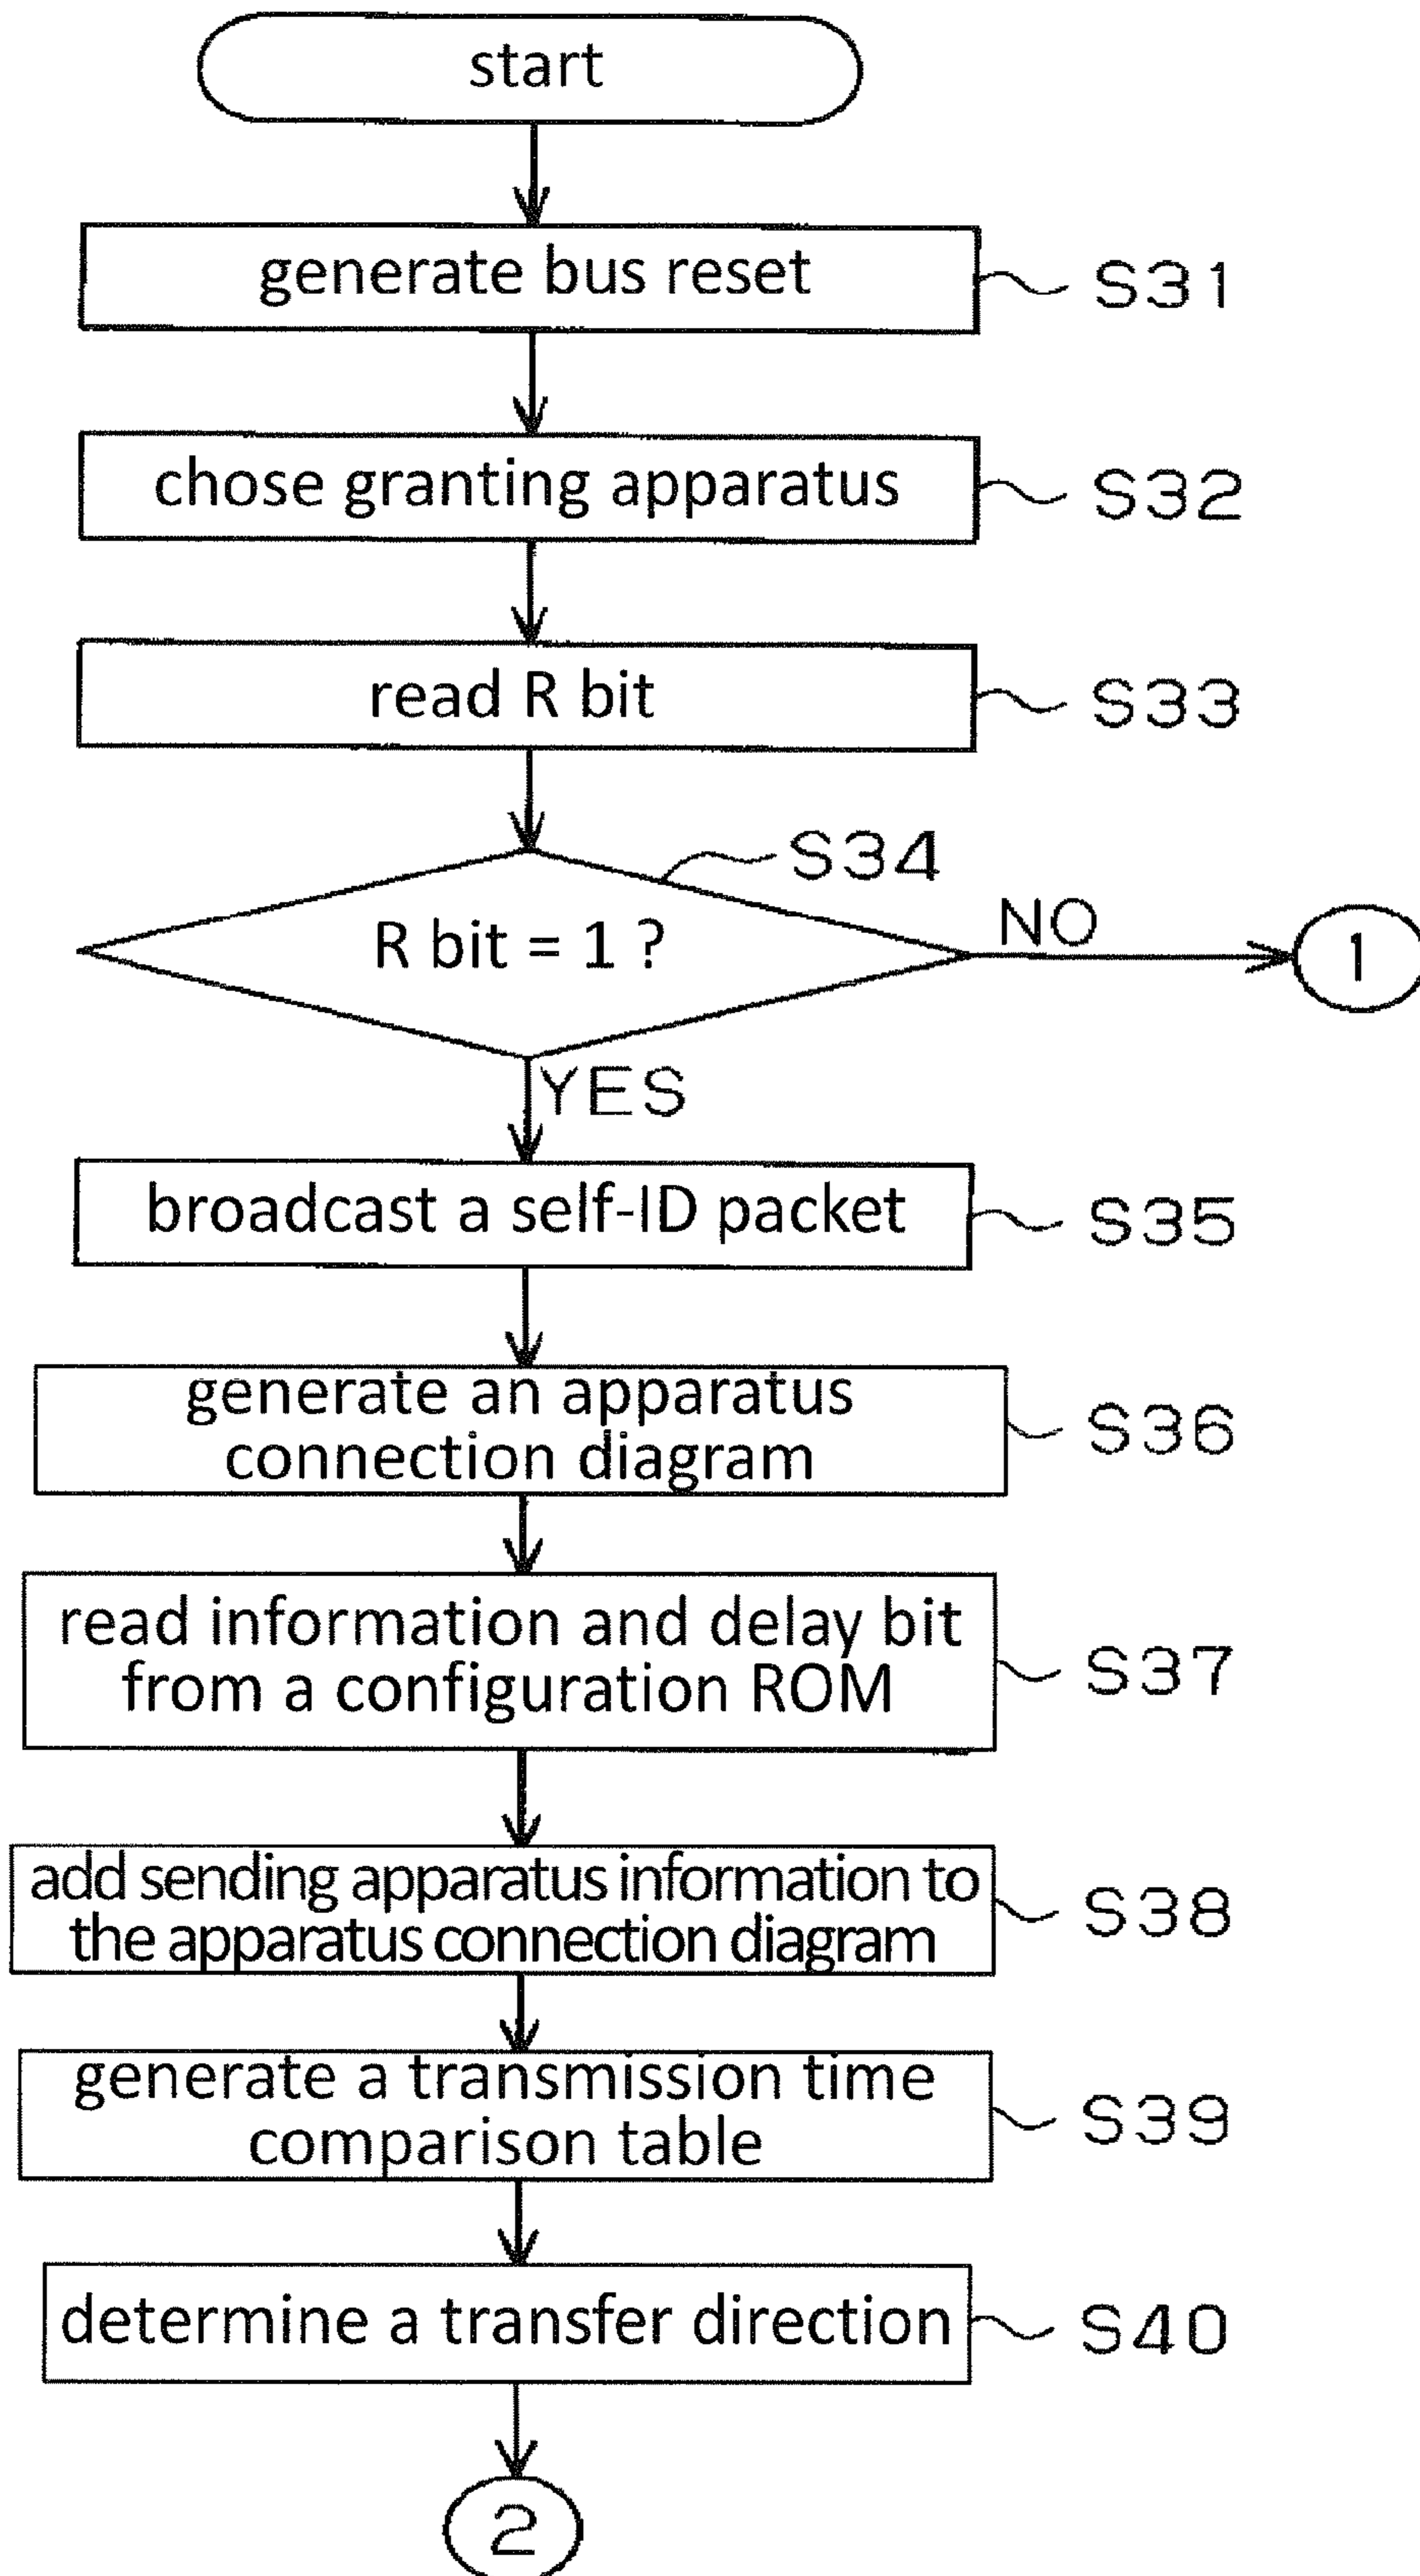 start
generate bus reset
S31
chose granting apparatus
S32
read R bit
S33
S34
R bit = 1 ?
NO
1
YES
broadcast a self-ID packet
S35
generate an apparatus
connection diagram
S36
read information and delay bit
from a configuration ROM
S37
add sending apparatus information to
the apparatus connection diagram
S38
generate a transmission time
comparison table
S39
determine a transfer direction
S40
2